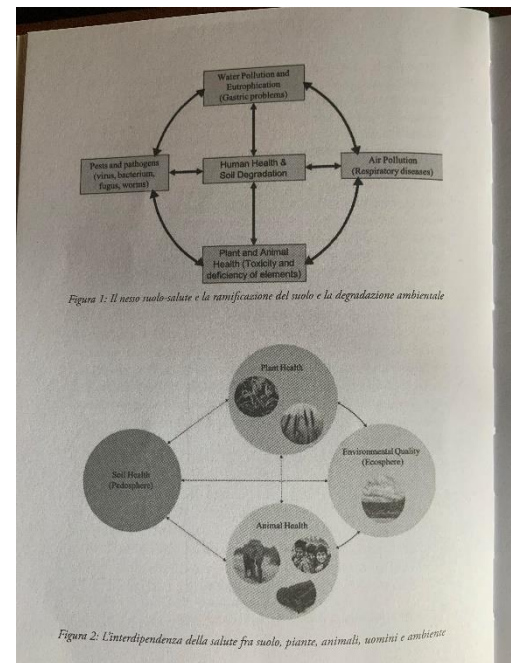 Water Pollution and
Eutrophication
(Gastric problems)
Pests and pathogens
(virus, bacterium,
fugus, worms)
Human Health &
Soil Degradation
Air Pollution
(Respiratory diseases)
Plant and Animal
Health (Toxicity and
deficiency of elements)
Figura 1: Il nesso suolo-salute e la ramificazione del suolo e la degradazione ambientale
Plant Health
Soil Health
(Pedosphere)
Environmental Quality
(Ecosphere)
Animal Health
Figura 2: L'interdipendenza della salute fra suolo, piante, animali, uomini e ambiente